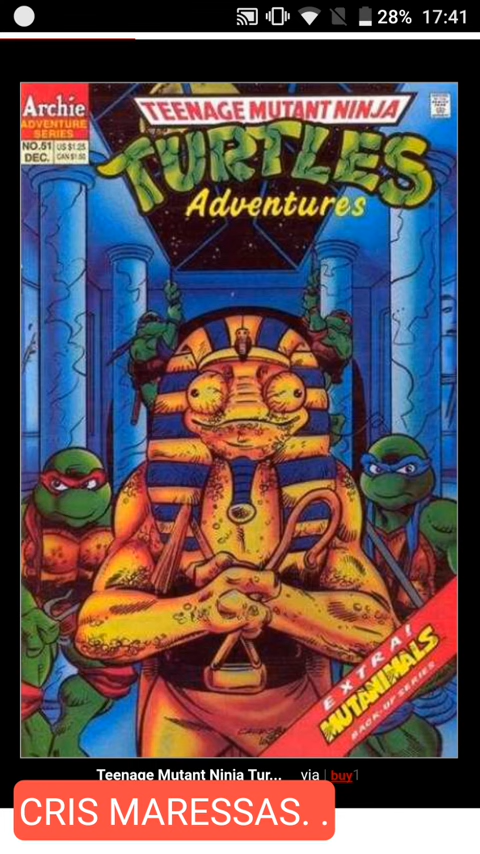 28% 17:41
Archie
ADVENTURE
SERIES
NO.51 US $1.25
DEC. CAN $1.50
TEENAGE MUTANT NINJA
TURTLES
Adventures
EXTRA!
MUTANIMALS
BACK-UP SERIES
Teenage Mutant Ninja Tur... via | buy1
CRIS MARESSAS. .